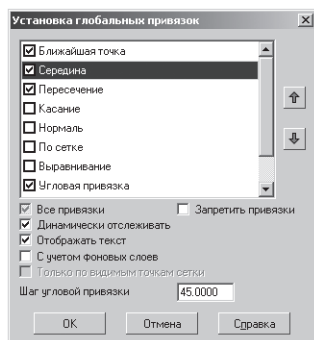 Установка глобальных привязок
Ближайшая точка
Середина
Пересечение
Касание
Нормаль
По сетке
Выравнивание
Угловая привязка
Все привязки Запретить привязки
Динамически отслеживать
Отображать текст
С учетом фоновых слоев
Только по видимым точкам сетки
Шаг угловой привязки 45.0000
OK Отмена Справка